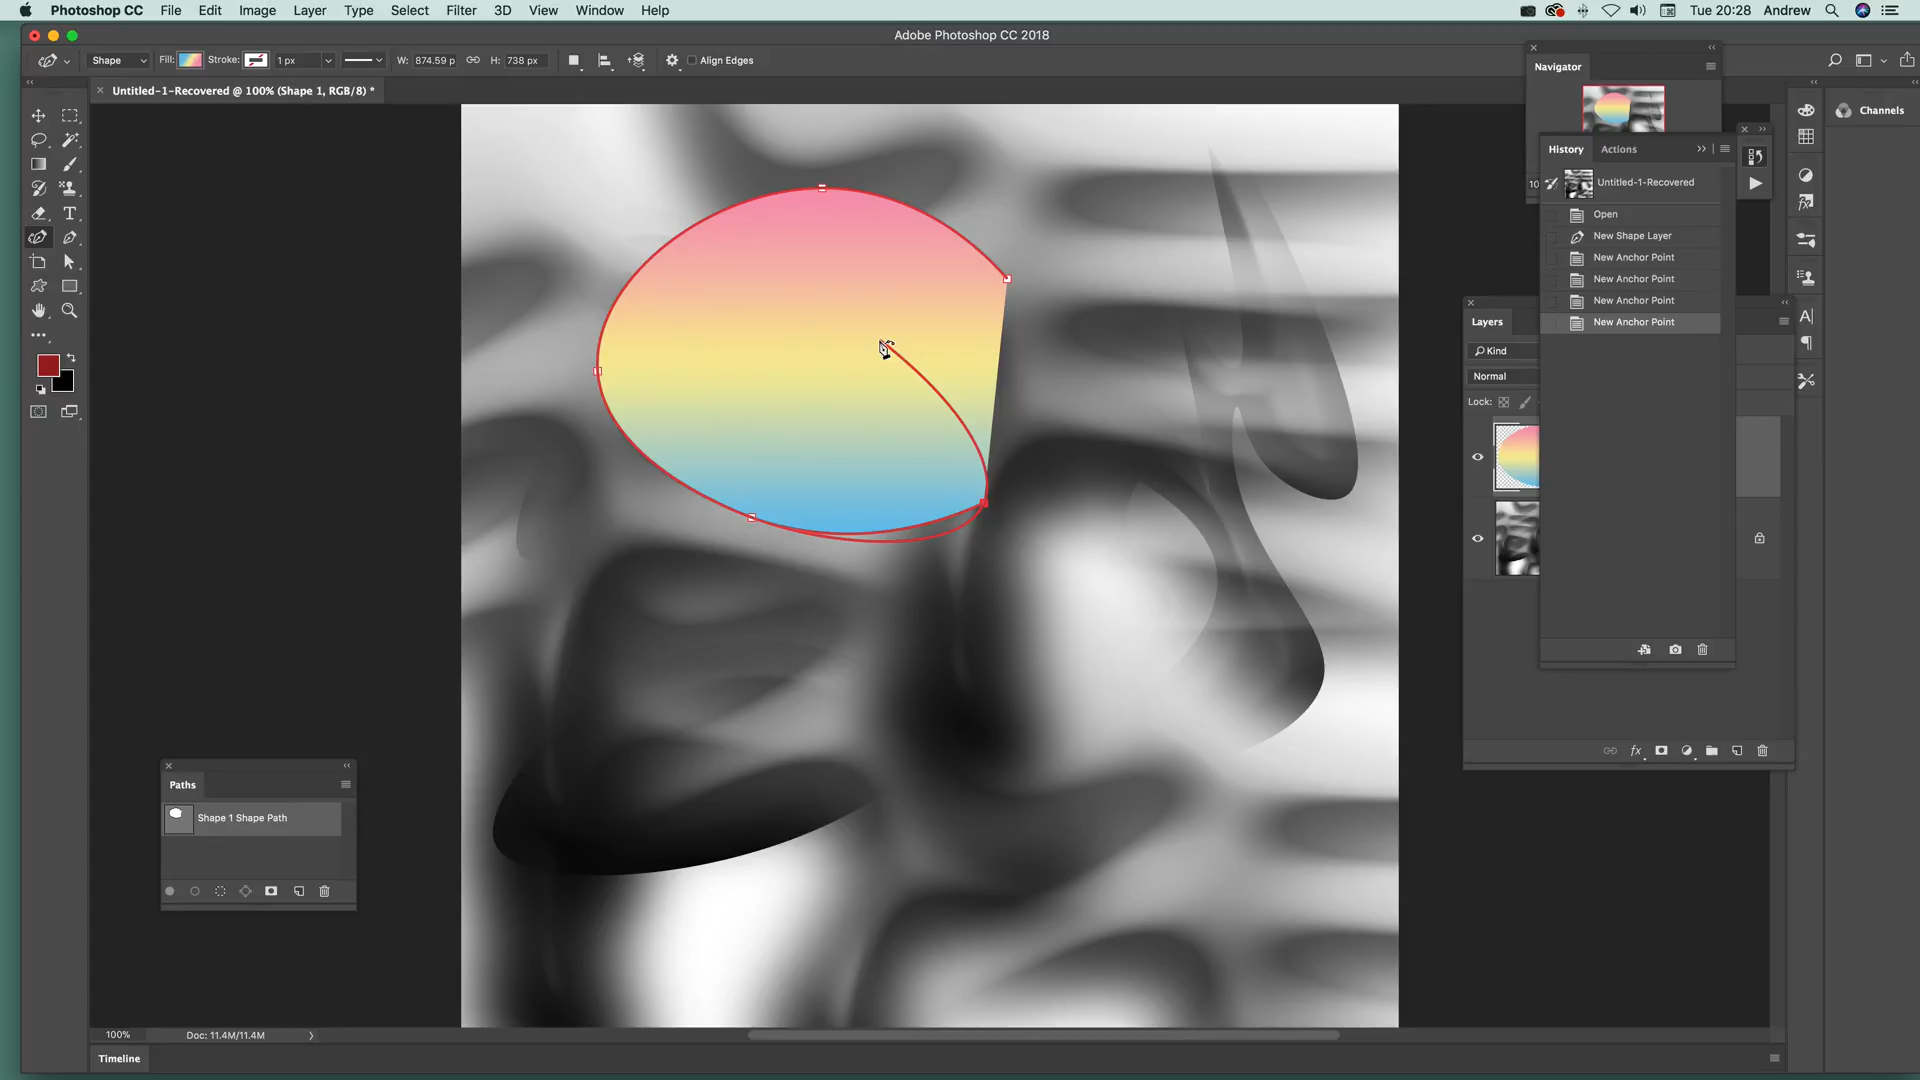 Photoshop CC File Edit Image Layer Type Select Filter 3D View Window Help Tue 20:28 Andrew
Adobe Photoshop CC 2018
Shape Fill: Stroke: 1 px W: 874.59 p H: 738 px Align Edges
Untitled-1-Recovered @ 100% (Shape 1, RGB/8) *
Navigator
Channels
History Actions
10
Untitled-1-Recovered
Open
New Shape Layer
New Anchor Point
New Anchor Point
New Anchor Point
New Anchor Point
Layers
Kind
Normal
Lock:
Paths
Shape 1 Shape Path
100% Doc: 11.4M/11.4M
Timeline